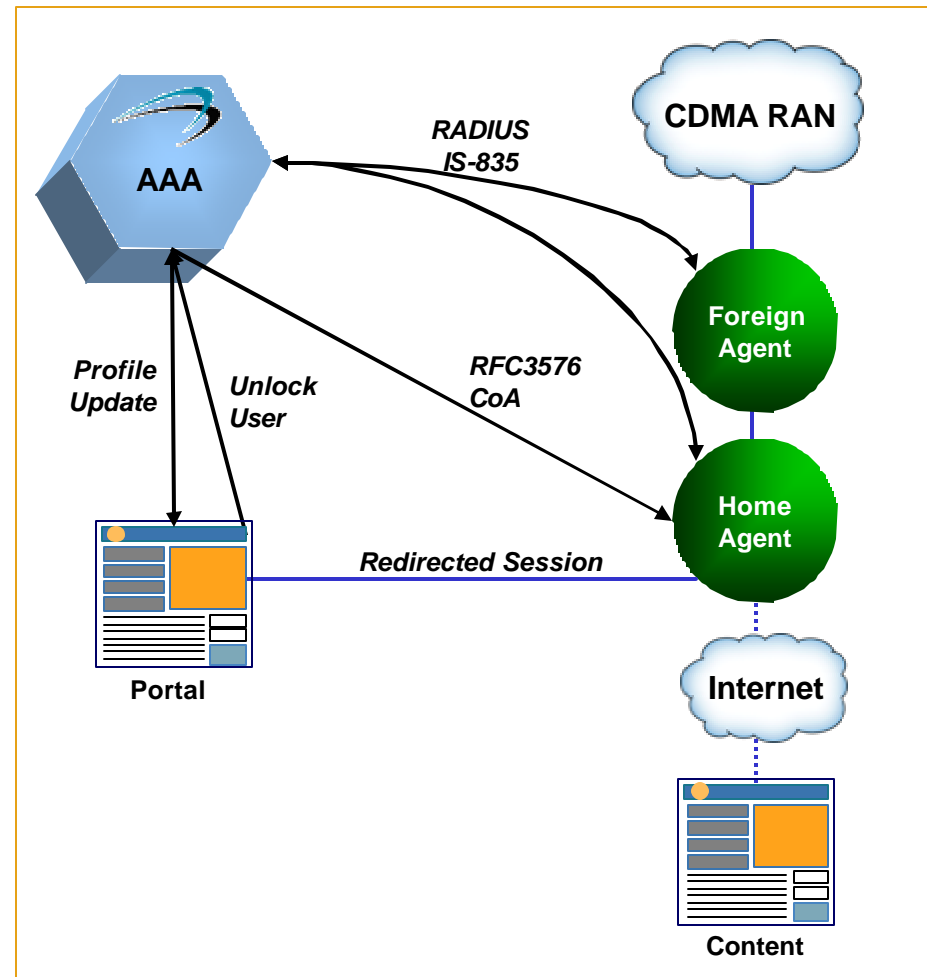 CDMA RAN
RADIUS
IS-835
AAA
Foreign
Agent
Profile
Update
Unlock
User
RFC3576
CoA
Home
Agent
Redirected Session
Portal
Internet
Content